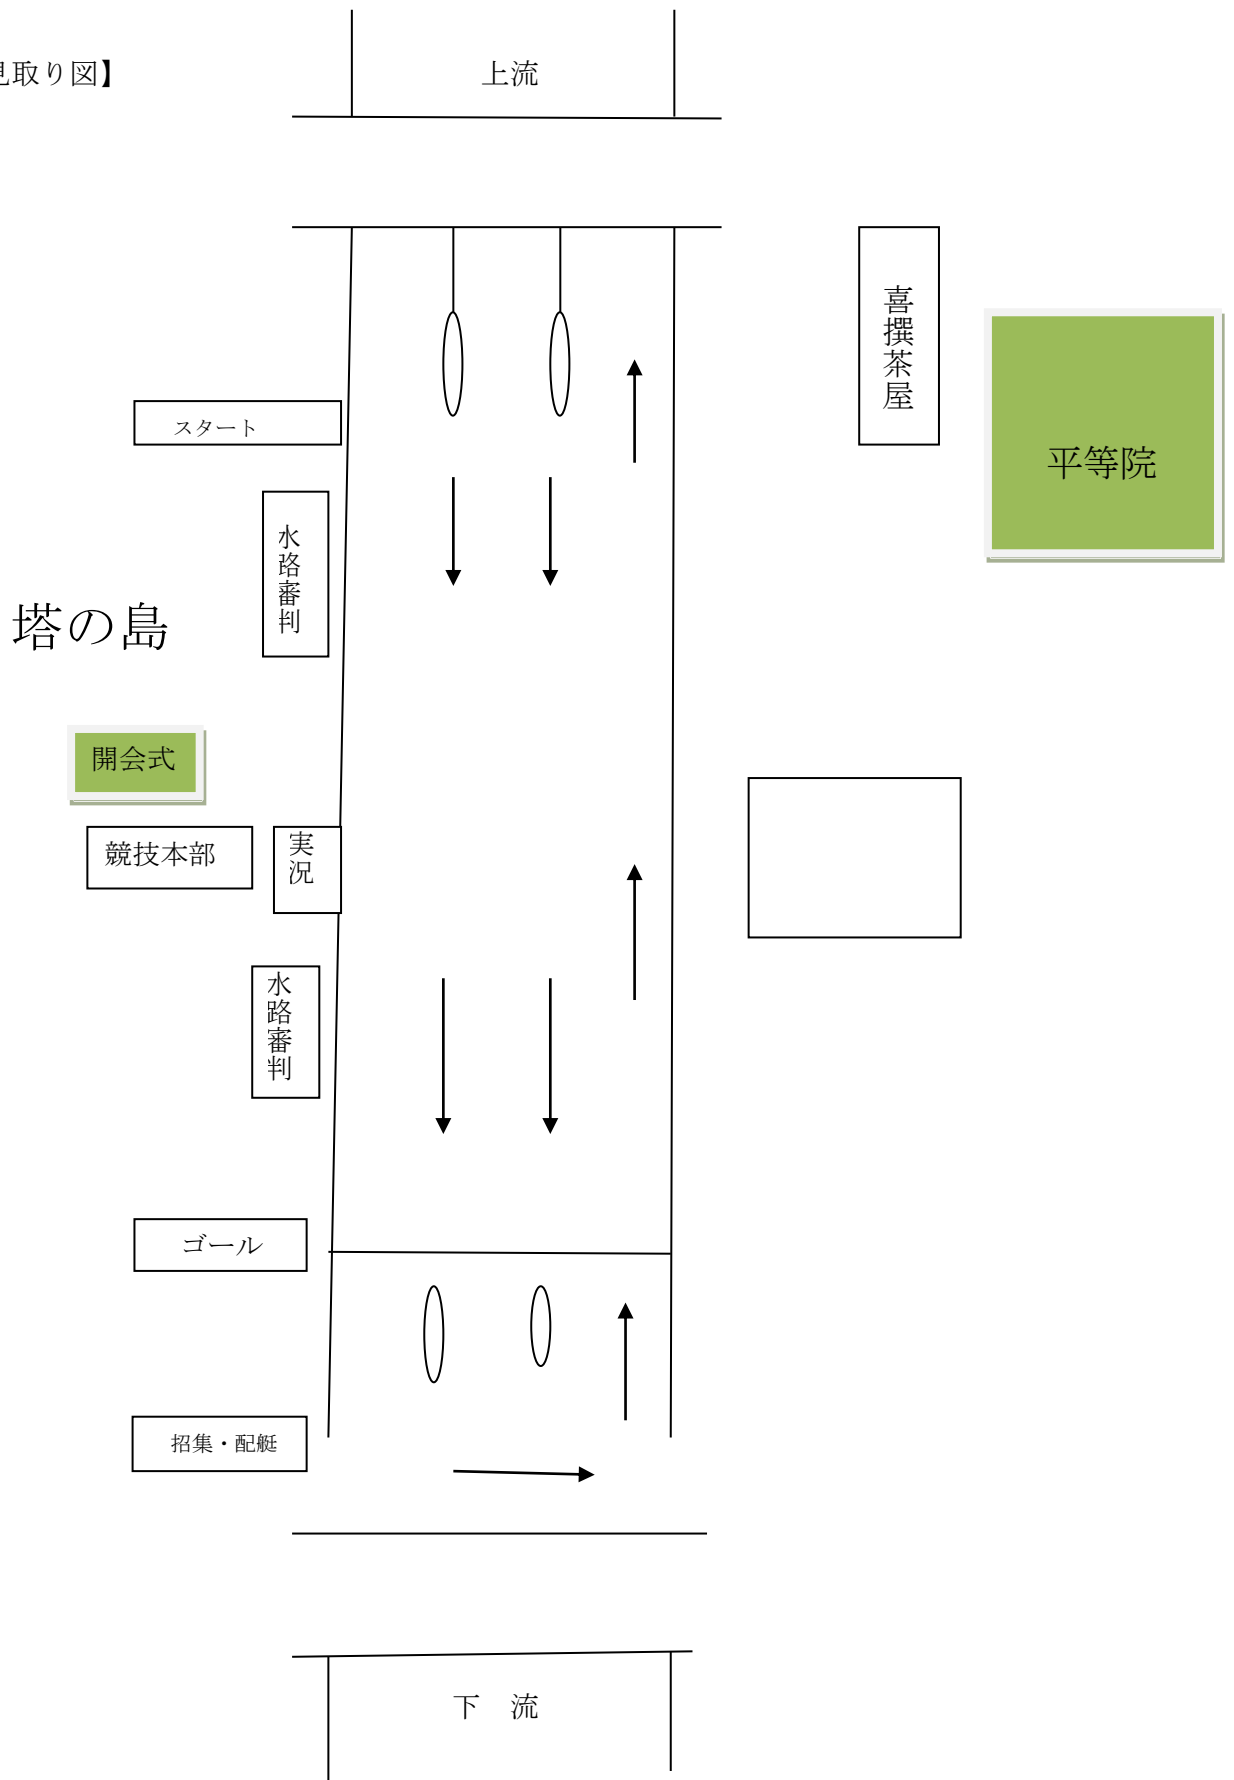 見取り図】
上流
喜撰茶屋
平等院
スタート
水路審判
塔の島
開会式
競技本部
実況
水路審判
ゴール
招集・配艇
下　流